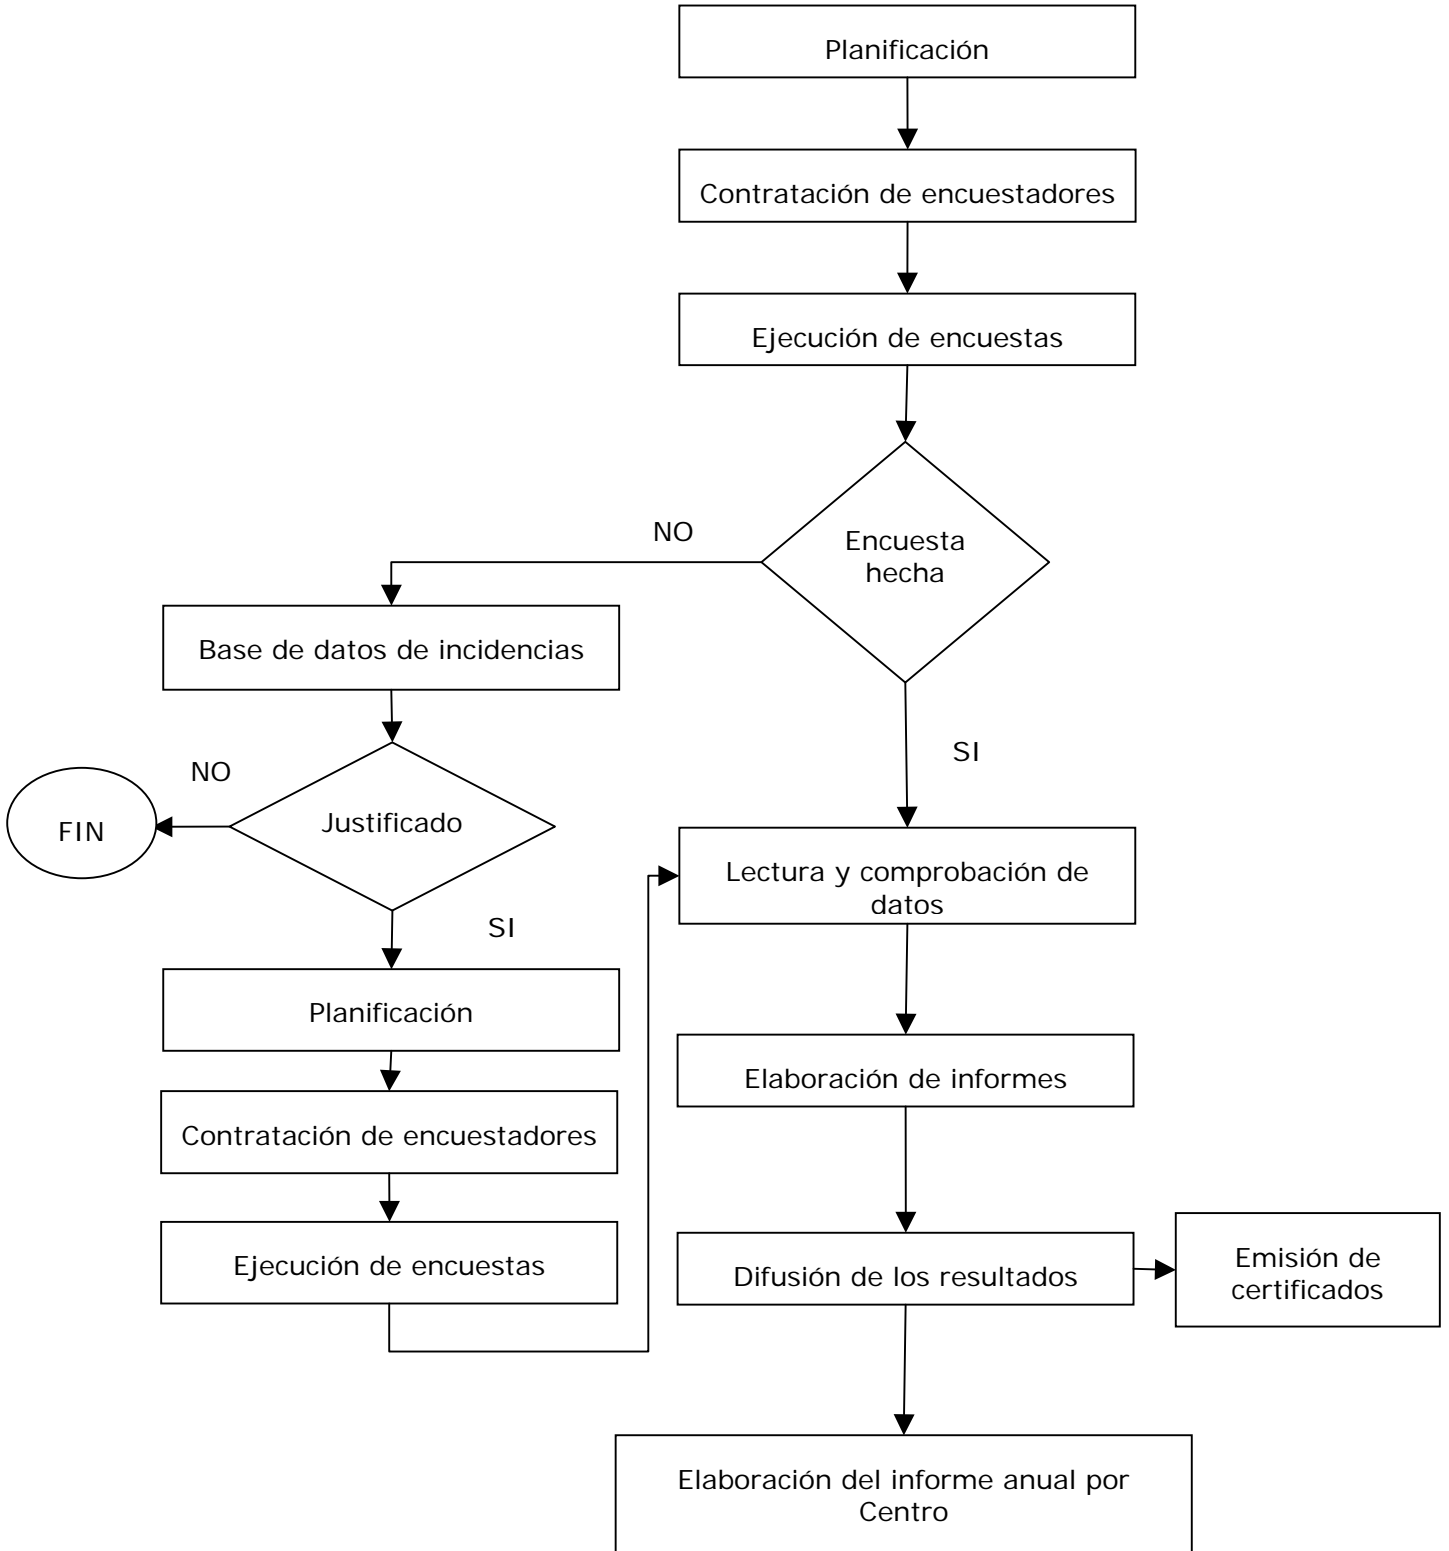 Planificación
Contratación de encuestadores
Ejecución de encuestas
Encuesta
hecha
NO
Base de datos de incidencias
SI
NO
Justificado
FIN
Lectura y comprobación de
datos
SI
Planificación
Elaboración de informes
Contratación de encuestadores
Ejecución de encuestas
Difusión de los resultados
Emisión de
certificados
Elaboración del informe anual por
Centro